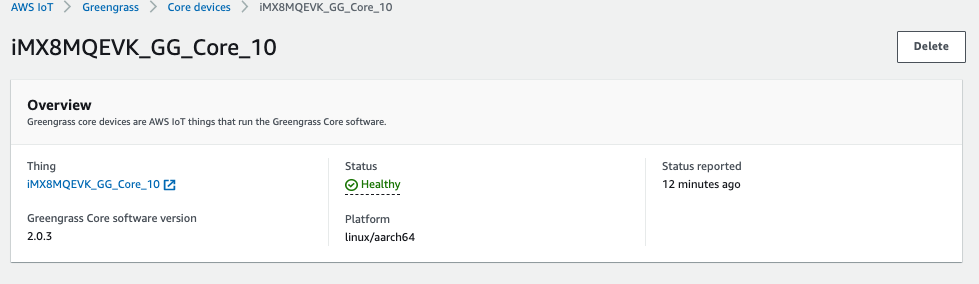 AWS IoT > Greengrass > Core devices > iMX8MQEVK_GG_Core_10
iMX8MQEVK_GG_Core_10
Delete
Overview
Greengrass core devices are AWS IoT things that run the Greengrass Core software.
Thing
iMX8MQEVK_GG_Core_10
Greengrass Core software version
2.0.3
Status
Healthy
Platform
linux/aarch64
Status reported
12 minutes ago